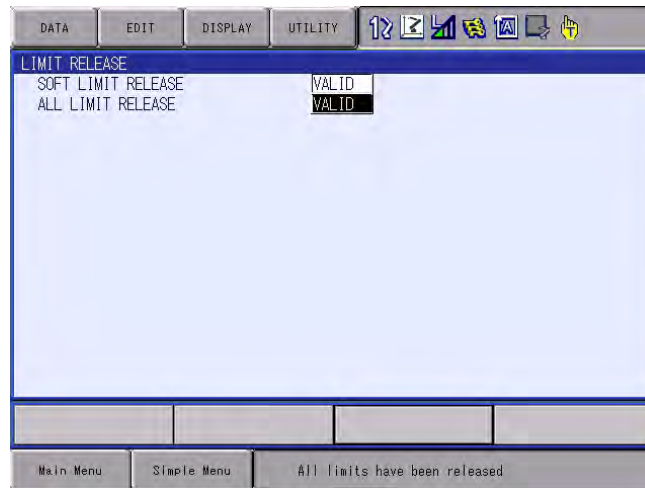 DATA EDIT DISPLAY UTILITY
LIMIT RELEASE
SOFT LIMIT RELEASE VALID
ALL LIMIT RELEASE VALID
Main Menu Simple Menu All limits have been released